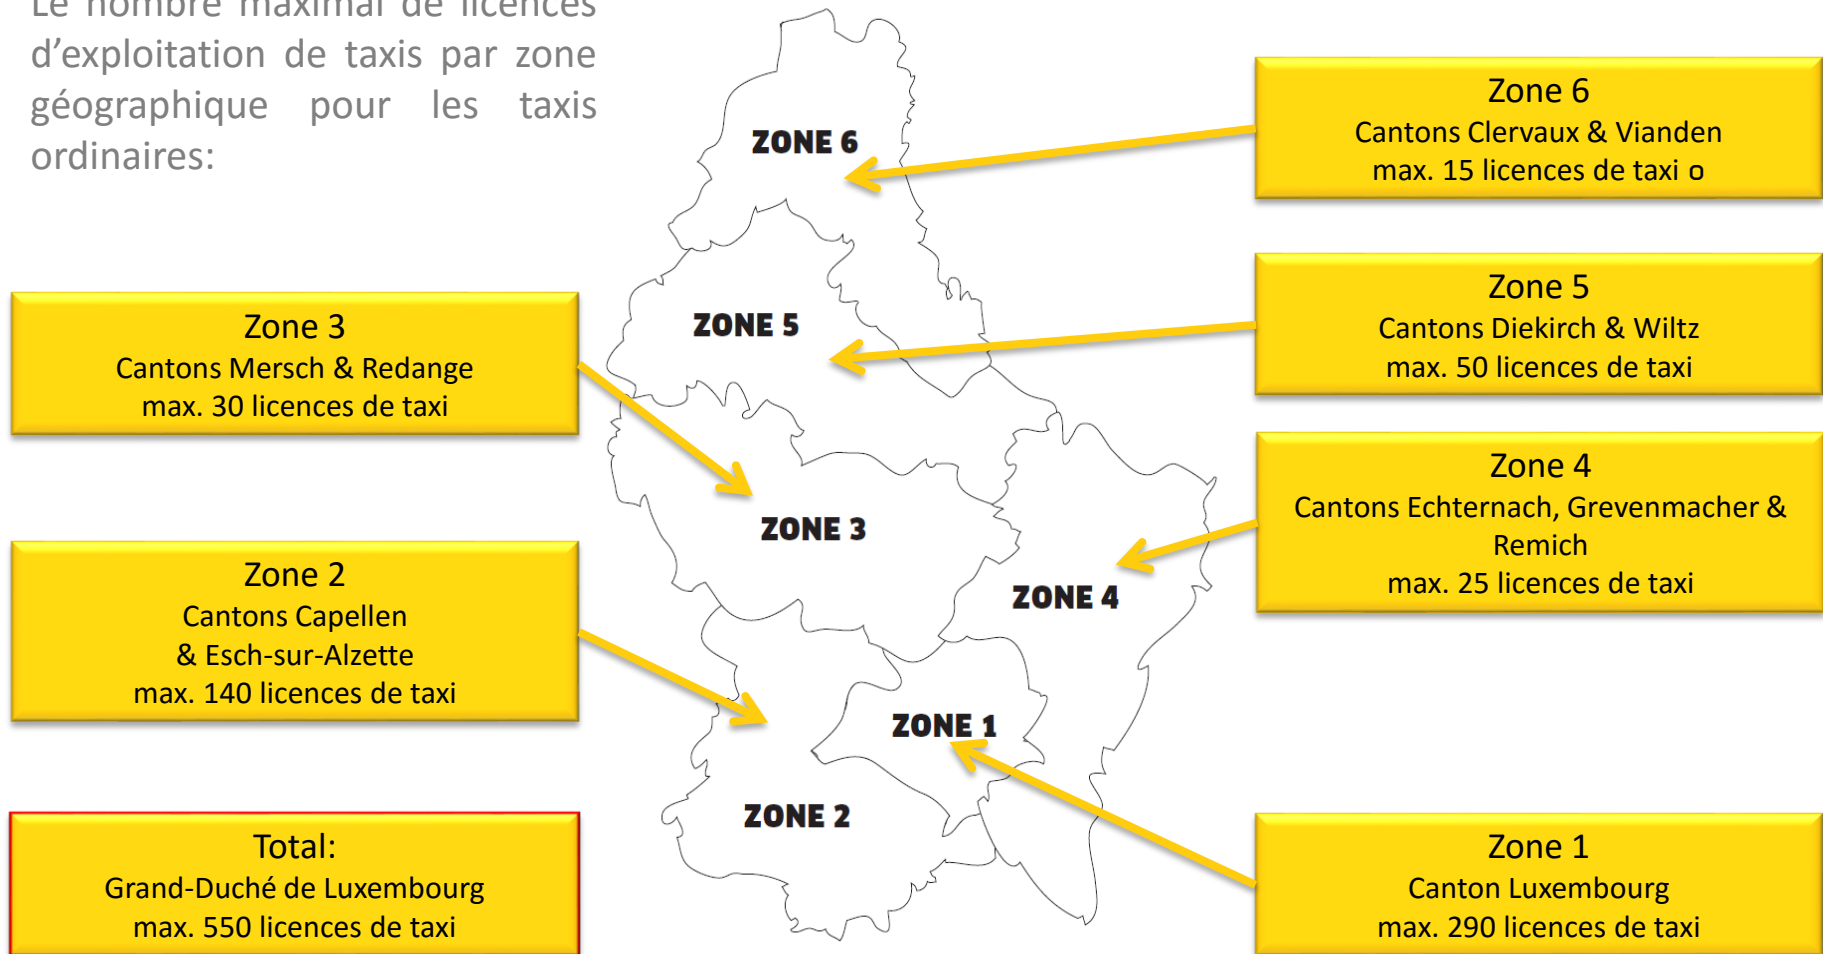 Le nombre maximal de licences
d’exploitation de taxis par zone
géographique pour les taxis
ordinaires:
ZONE 6
Zone 6
Cantons Clervaux & Vianden
max. 15 licences de taxi o
ZONE 5
Zone 5
Cantons Diekirch & Wiltz
max. 50 licences de taxi
Zone 3
Cantons Mersch & Redange
max. 30 licences de taxi
ZONE 3
Zone 4
Cantons Echternach, Grevenmacher &
Remich
max. 25 licences de taxi
ZONE 4
Zone 2
Cantons Capellen
& Esch-sur-Alzette
max. 140 licences de taxi
ZONE 1
ZONE 2
Total:
Grand-Duché de Luxembourg
max. 550 licences de taxi
Zone 1
Canton Luxembourg
max. 290 licences de taxi